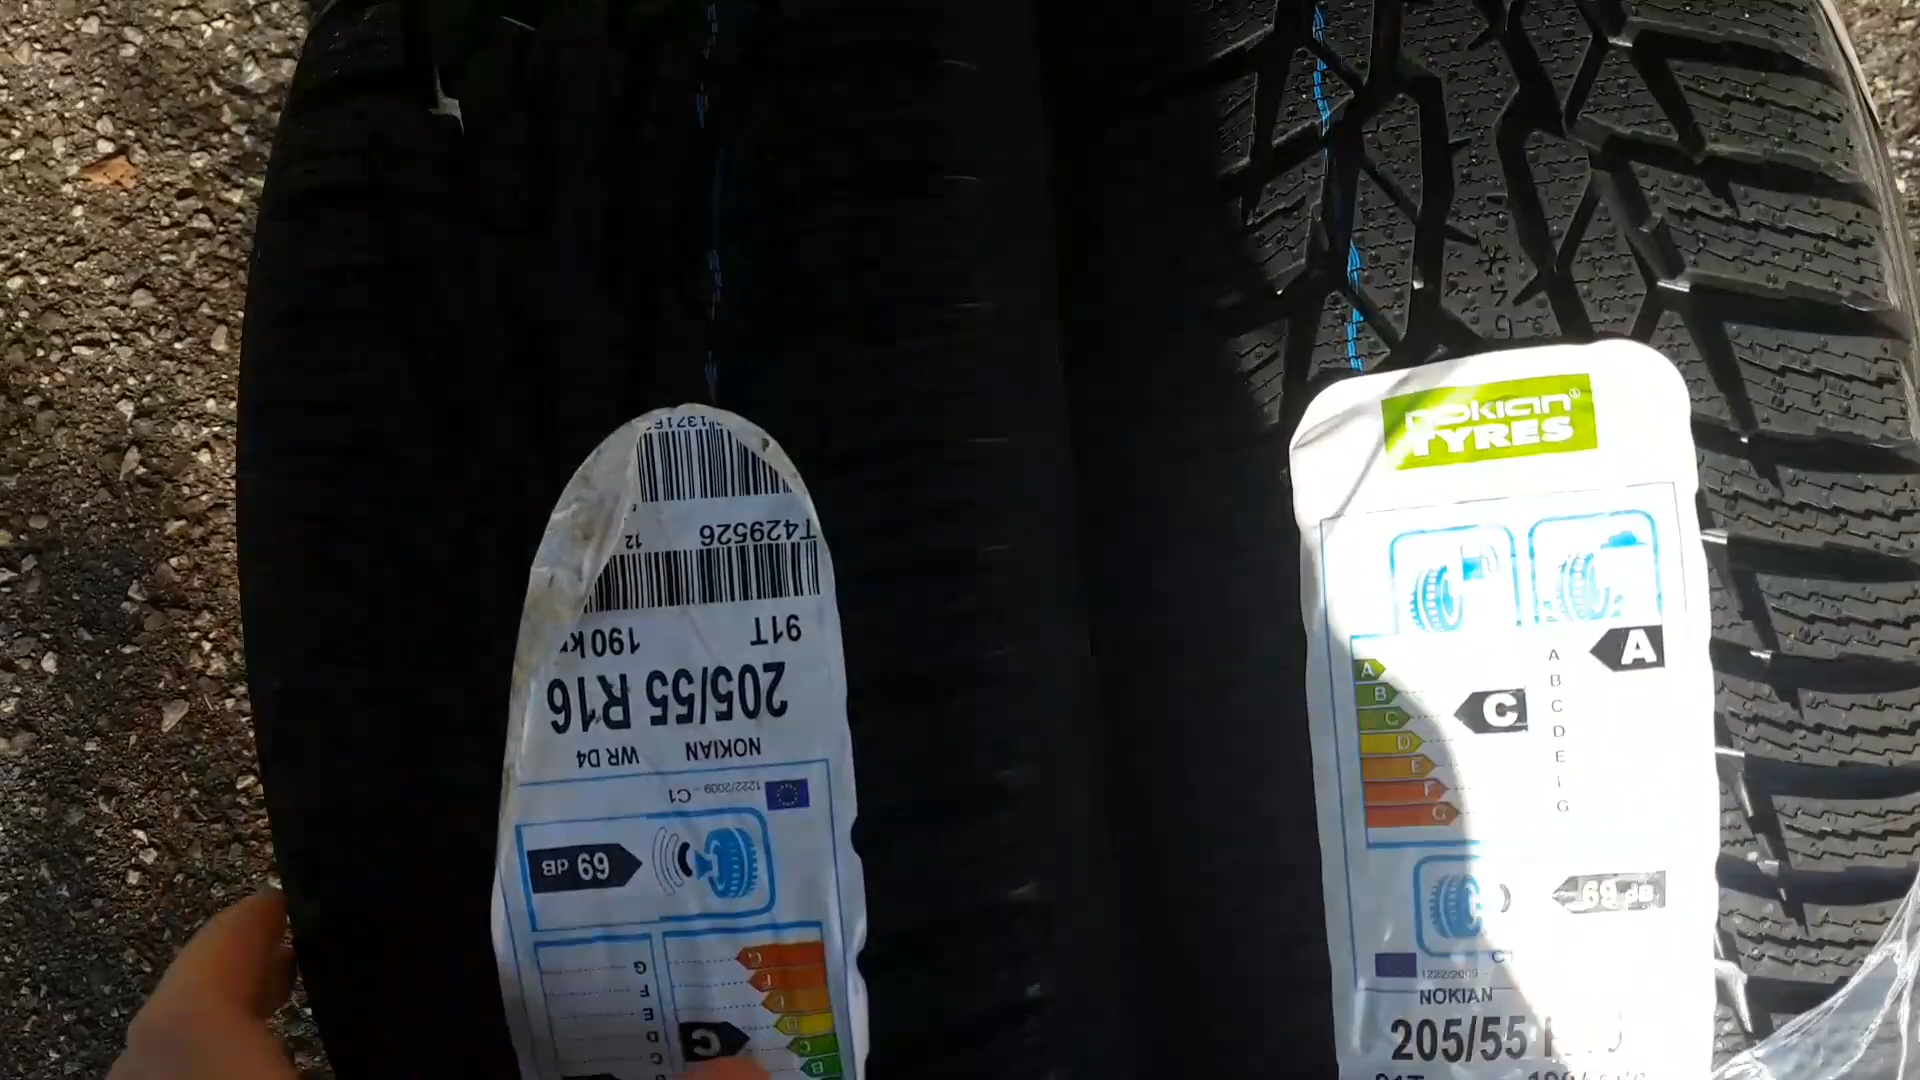 T429526 12
91T 190k
205/55 R16
NOKIAN WR D4
1222/2009 - C1
69 dB
G
F
E
D
C
G
F
E
D
C
B
C
nokian®
TYRES
A
B
C
D
E
F
G
C
A
B
C
D
E
G
A
69 dB
1222/2009 -
NOKIAN
205/55